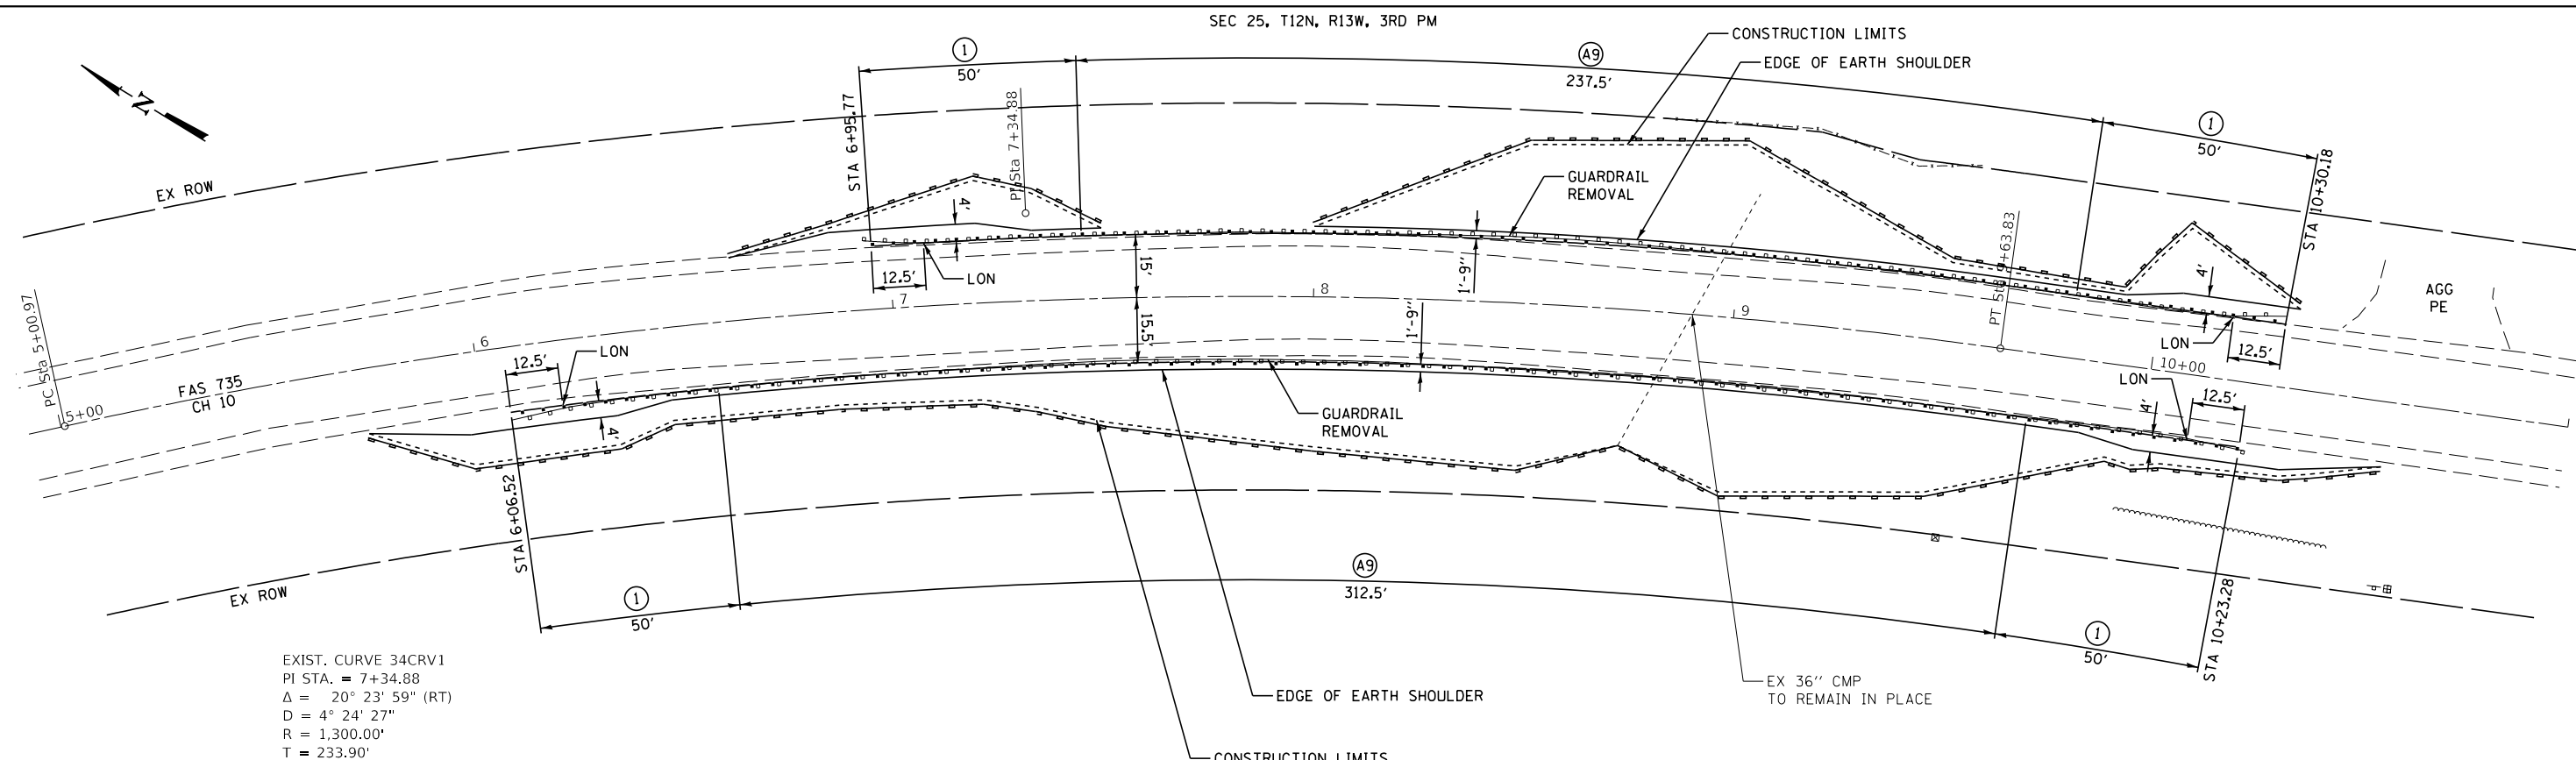 SEC 25, T12N, R13W, 3RD PM
CONSTRUCTION LIMITS
EDGE OF EARTH SHOULDER
1
50'
A9
237.5'
1
50'
N
STA 6+95.77
PI Sta 7+34.88
STA 10+30.18
EX ROW
4'
GUARDRAIL
REMOVAL
12.5'
LON
15'
1'-9"
4'
AGG
PE
7
8
9
LON
12.5'
PC Sta 5+00.97
5+00
FAS 735
CH 10
6
12.5'
LON
15.5'
1'-9"
10+00
LON
12.5'
4'
4'
GUARDRAIL
REMOVAL
STA 6+06.52
EX ROW
1
50'
A9
312.5'
1
50'
STA 10+23.28
EXIST. CURVE 34CRV1
PI STA. = 7+34.88
Δ = 20° 23' 59" (RT)
D = 4° 24' 27"
R = 1,300.00'
T = 233.90'
EDGE OF EARTH SHOULDER
EX 36" CMP
TO REMAIN IN PLACE
CONSTRUCTION LIMITS